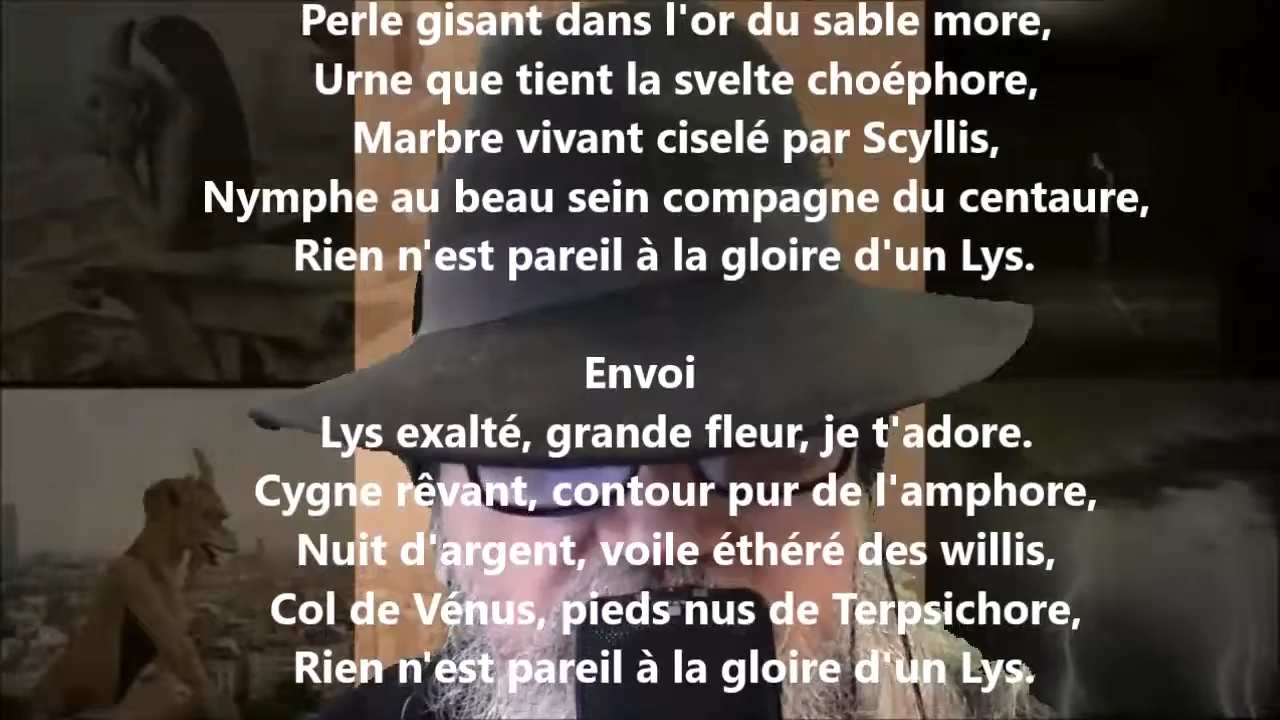 Perle gisant dans l'or du sable more,
Urne que tient la svelte choéphore,
Marbre vivant ciselé par Scyllis,
Nymphe au beau sein compagne du centaure,
Rien n'est pareil à la gloire d'un Lys.
Envoi
Lys exalté, grande fleur, je t'adore.
Cygne rêvant, contour pur de l'amphore,
Nuit d'argent, voile éthéré des willis,
Col de Vénus, pieds nus de Terpsichore,
Rien n'est pareil à la gloire d'un Lys.